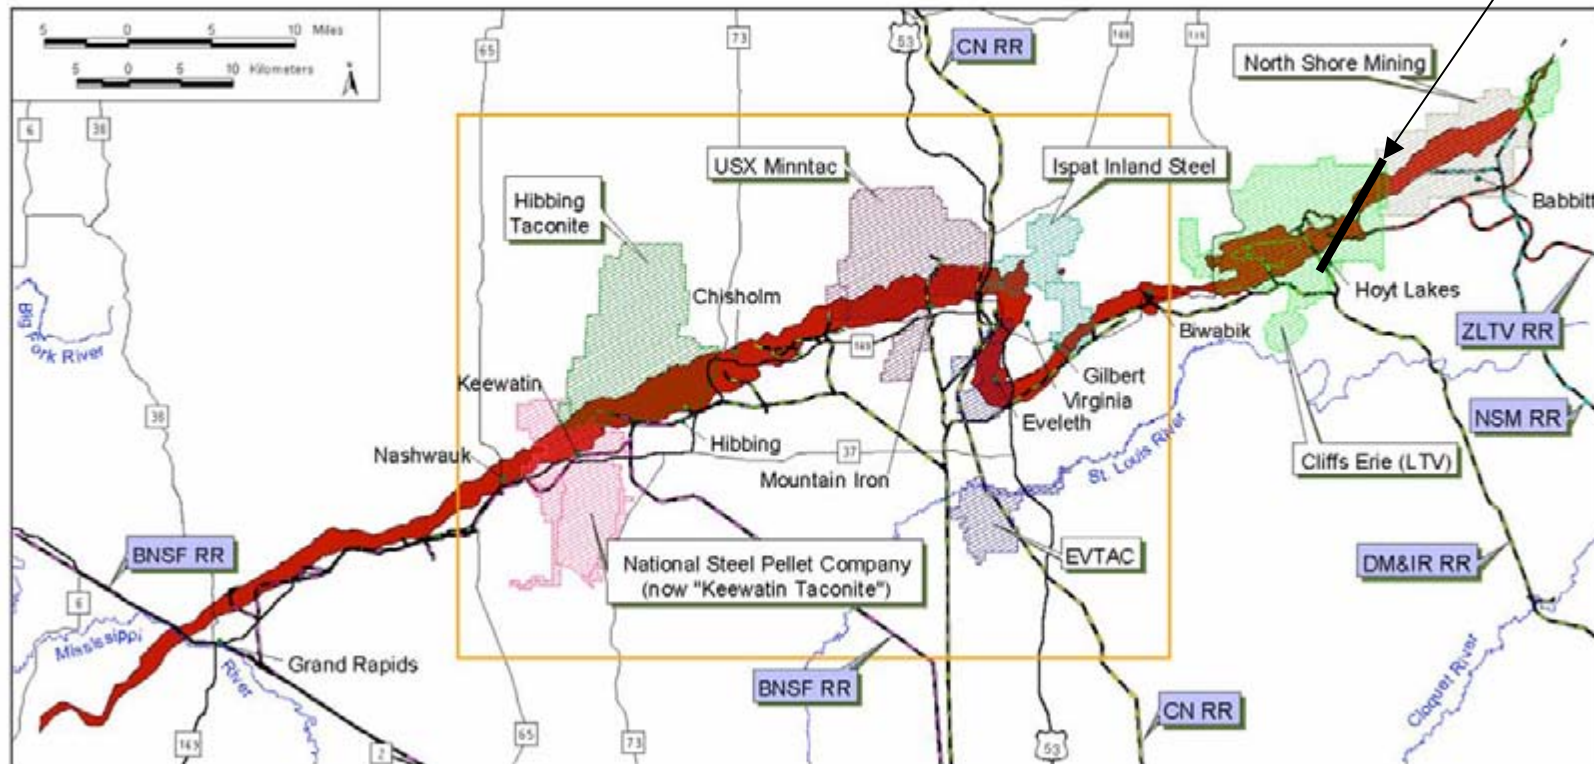 5 0 5 10 Miles
5 0 5 10 Kilometers
6
38
65
73
53
CN RR
169
135
North Shore Mining
USX Minntac
Ispat Inland Steel
Hibbing
Taconite
Babbitt
Chisholm
Hoyt Lakes
Big
ork River
169
Biwabik
ZLTV RR
Keewatin
Gilbert
Virginia
Eveleth
38
Nashwauk
Hibbing
37
Mountain Iron
St. Louis River
NSM RR
Cliffs Erie (LTV)
BNSF RR
National Steel Pellet Company
(now "Keewatin Taconite")
EVTAC
DM&IR RR
6
Mississippi
River
Grand Rapids
BNSF RR
CN RR
Cloquet River
169
2
65
73
53